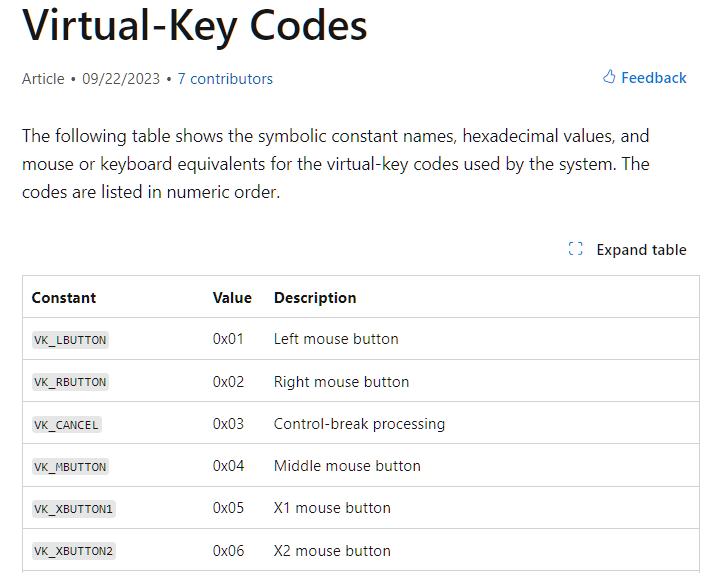 Virtual-Key Codes
Article • 09/22/2023 • 7 contributors
Feedback
The following table shows the symbolic constant names, hexadecimal values, and
mouse or keyboard equivalents for the virtual-key codes used by the system. The
codes are listed in numeric order.
Expand table
Constant Value Description
VK_LBUTTON 0x01 Left mouse button
VK_RBUTTON 0x02 Right mouse button
VK_CANCEL 0x03 Control-break processing
VK_MBUTTON 0x04 Middle mouse button
VK_XBUTTON1 0x05 X1 mouse button
VK_XBUTTON2 0x06 X2 mouse button